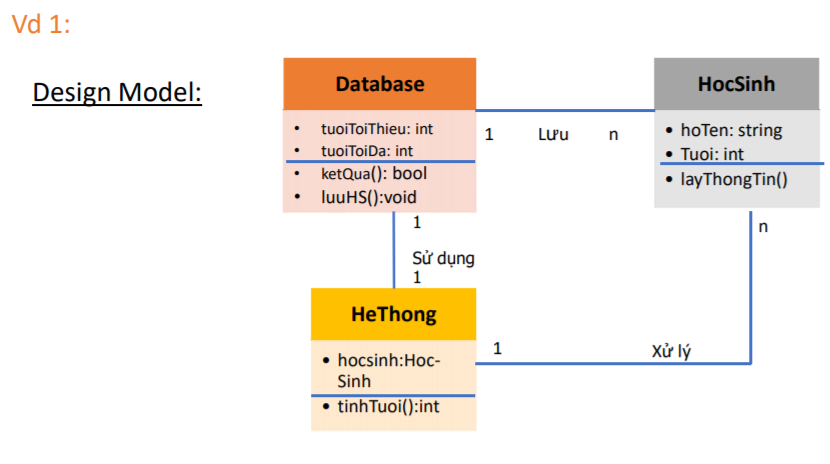 Vd 1:
Design Model:
Database
• tuoiToiThieu: int
• tuoiToiDa: int
• ketQua(): bool
• luuHS():void
1 Lưu n
HocSinh
• hoTen: string
• Tuoi: int
• layThongTin()
1
Sử dụng
1
n
HeThong
• hocsinh:Hoc-
Sinh
• tinhTuoi():int
1 Xử lý